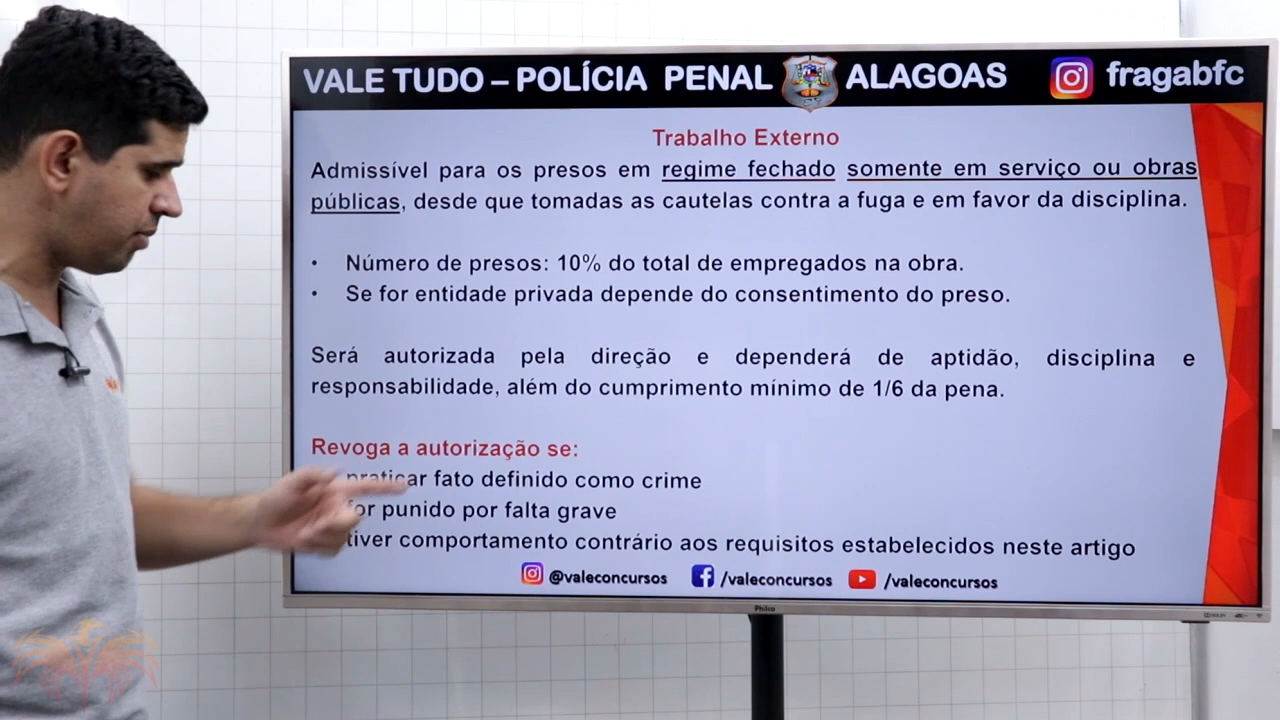 VALE TUDO – POLÍCIA PENAL ALAGOAS fragabfc
Trabalho Externo
Admissível para os presos em regime fechado somente em serviço ou obras
públicas, desde que tomadas as cautelas contra a fuga e em favor da disciplina.
• Número de presos: 10% do total de empregados na obra.
• Se for entidade privada depende do consentimento do preso.
Será autorizada pela direção e dependerá de aptidão, disciplina e
responsabilidade, além do cumprimento mínimo de 1/6 da pena.
Revoga a autorização se:
praticar fato definido como crime
for punido por falta grave
tiver comportamento contrário aos requisitos estabelecidos neste artigo
@valeconcursos /valeconcursos /valeconcursos
Philco